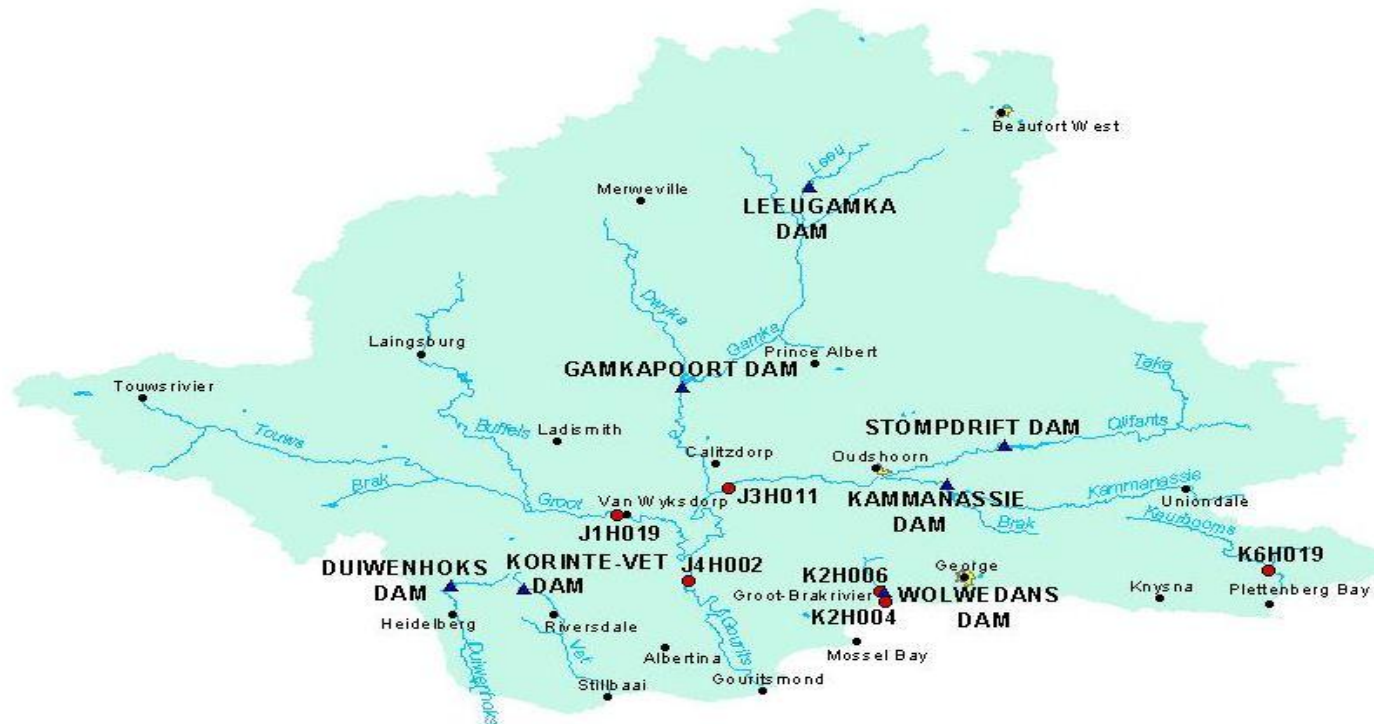 Beaufort West
Leeu
Merweville
LEEUGAMKA
DAM
Dwyka
Gamka
Laingsburg
Prince Albert
GAMKAPOORT DAM
Taka
Touwsrivier
Touws
Buffels
Ladismith
STOMPDRIFT DAM
Olifants
Calitzdorp
Oudshoorn
Brak
Groot
Van Wyksdorp
J3H011
KAMMANASSIE
DAM
Kammanassie
Uniondale
J1H019
Brak
Keurbooms
DUIWENHOKS
DAM
KORINTE-VET
DAM
J4H002
K2H006
George
K6H019
Groot-Brakrivier
WOLWEDANS
DAM
Knysna
Plettenberg Bay
K2H004
Heidelberg
Riversdale
Gourits
Duiwenhoks
Vet
Albertina
Mossel Bay
Stillbaai
Gouritsmond